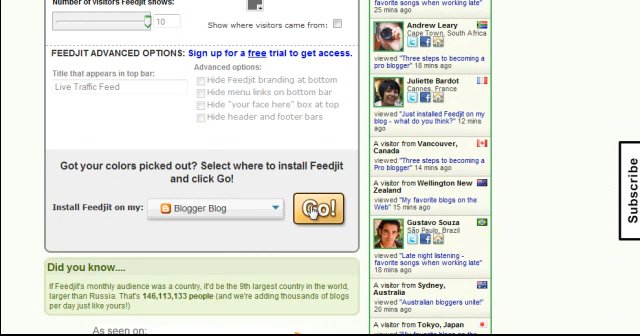 Number of visitors Feedjit shows:
10
Show where visitors came from:
FEEDJIT ADVANCED OPTIONS: Sign up for a free trial to get access.
Title that appears in top bar:
Live Traffic Feed
Advanced options:
Hide Feedjit branding at bottom
Hide menu links on bottom bar
Hide "your face here" box at top
Hide header and footer bars
Got your colors picked out? Select where to install Feedjit
and click Go!
Install Feedjit on my:
Blogger Blog
Go!
Did you know....
If Feedjit's monthly audience was a country, it'd be the 9th largest country in the world,
larger than Russia. That's 146,113,133 people (and we're adding thousands of blogs
per day just like yours!)
As seen on:
favorite songs when working late"
25 mins ago
Andrew Leary
Cape Town, South Africa
viewed "Three steps to becoming a
pro blogger" 18 mins ago
Juliette Bardot
Cannes, France
viewed "Just installed Feedjit on my
blog - what do you think?" 12 mins
ago
A visitor from Vancouver,
Canada
viewed "Three steps to becoming a
Pro blogger" 14 mins ago
A visitor from Wellington New
Zealand
viewed "My favorite blogs on the
Web" 15 mins ago
Gustavo Souza
São Paulo, Brazil
viewed "Late night listening -
favorite songs when working late"
18 mins ago
A visitor from Sydney,
Australia
viewed "Australian bloggers unite!"
20 mins ago
A visitor from Tokyo, Japan
Subscribe